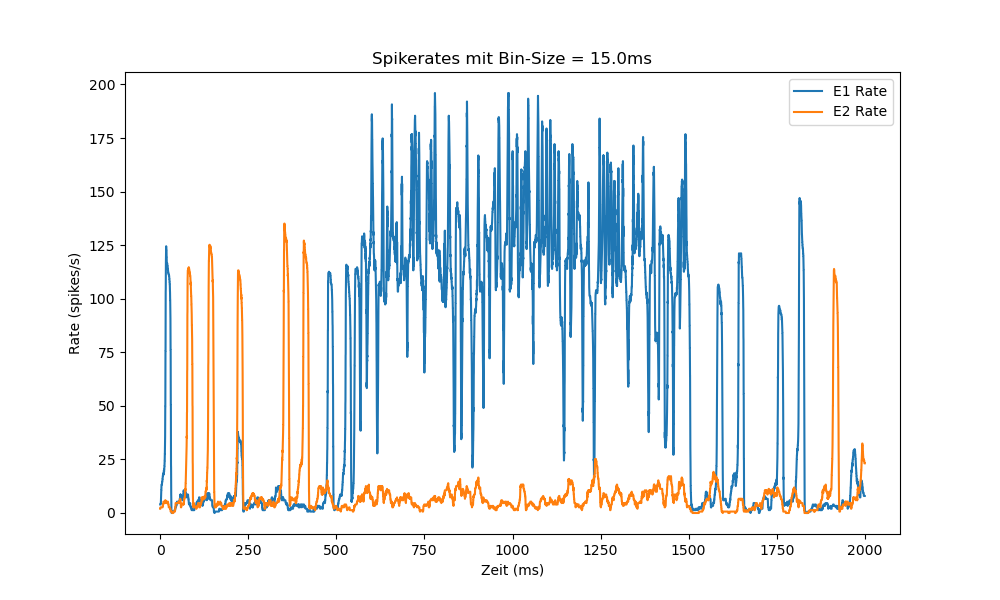 Spikerates mit Bin-Size = 15.0ms
200
175
150
125
100
75
50
25
0
Rate (spikes/s)
E1 Rate
E2 Rate
0 250 500 750 1000 1250 1500 1750 2000
Zeit (ms)